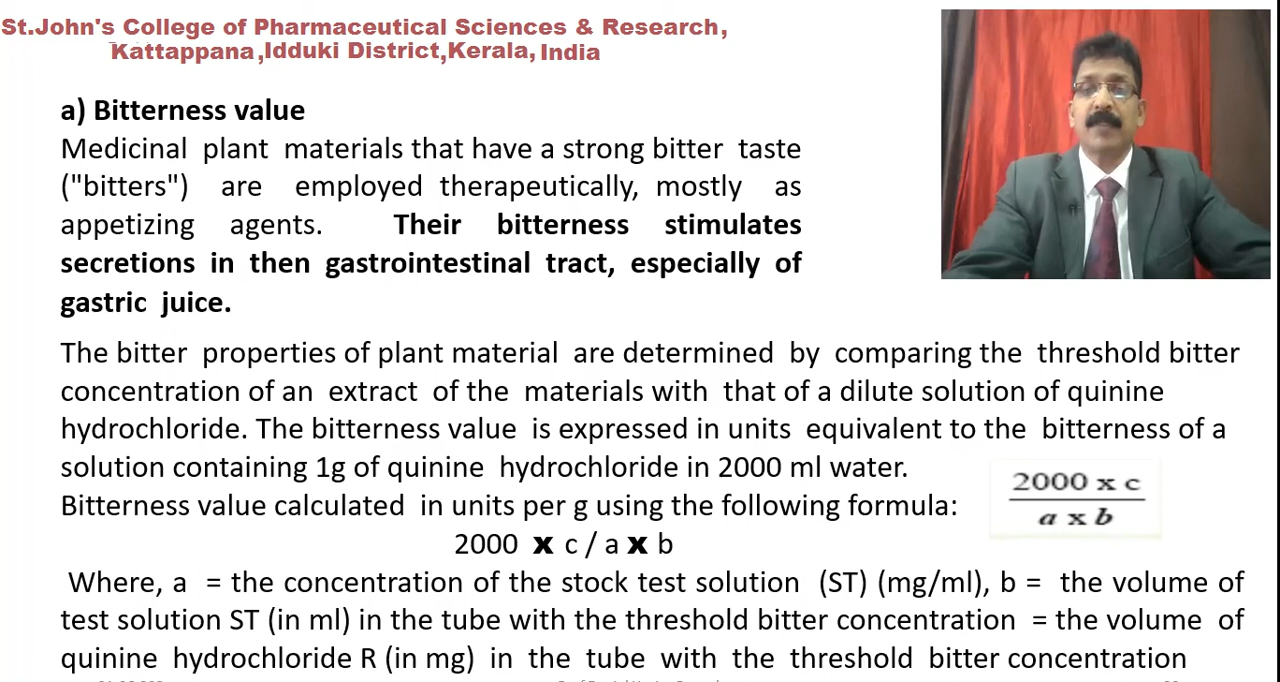 St.John's College of Pharmaceutical Sciences & Research,
Kattappana,Idduki District,Kerala, India
a) Bitterness value
Medicinal plant materials that have a strong bitter taste
("bitters") are employed therapeutically, mostly as
appetizing agents. Their bitterness stimulates
secretions in then gastrointestinal tract, especially of
gastric juice.
The bitter properties of plant material are determined by comparing the threshold bitter
concentration of an extract of the materials with that of a dilute solution of quinine
hydrochloride. The bitterness value is expressed in units equivalent to the bitterness of a
solution containing 1g of quinine hydrochloride in 2000 ml water.
2000 x c
a x b
Bitterness value calculated in units per g using the following formula:
2000 x c / a x b
Where, a = the concentration of the stock test solution (ST) (mg/ml), b = the volume of
test solution ST (in ml) in the tube with the threshold bitter concentration = the volume of
quinine hydrochloride R (in mg) in the tube with the threshold bitter concentration